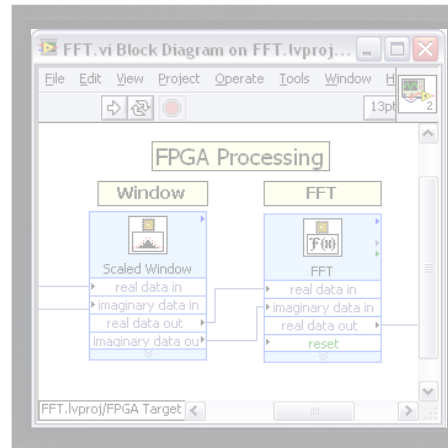 FFT.vi Block Diagram on FFT.lvproj...
File Edit View Project Operate Tools Window H
13pt
2
FPGA Processing
Window FFT
Scaled Window
real data in
imaginary data in
real data out
imaginary data ou
FFT
real data in
imaginary data in
real data out
reset
FFT.lvproj/FPGA Target